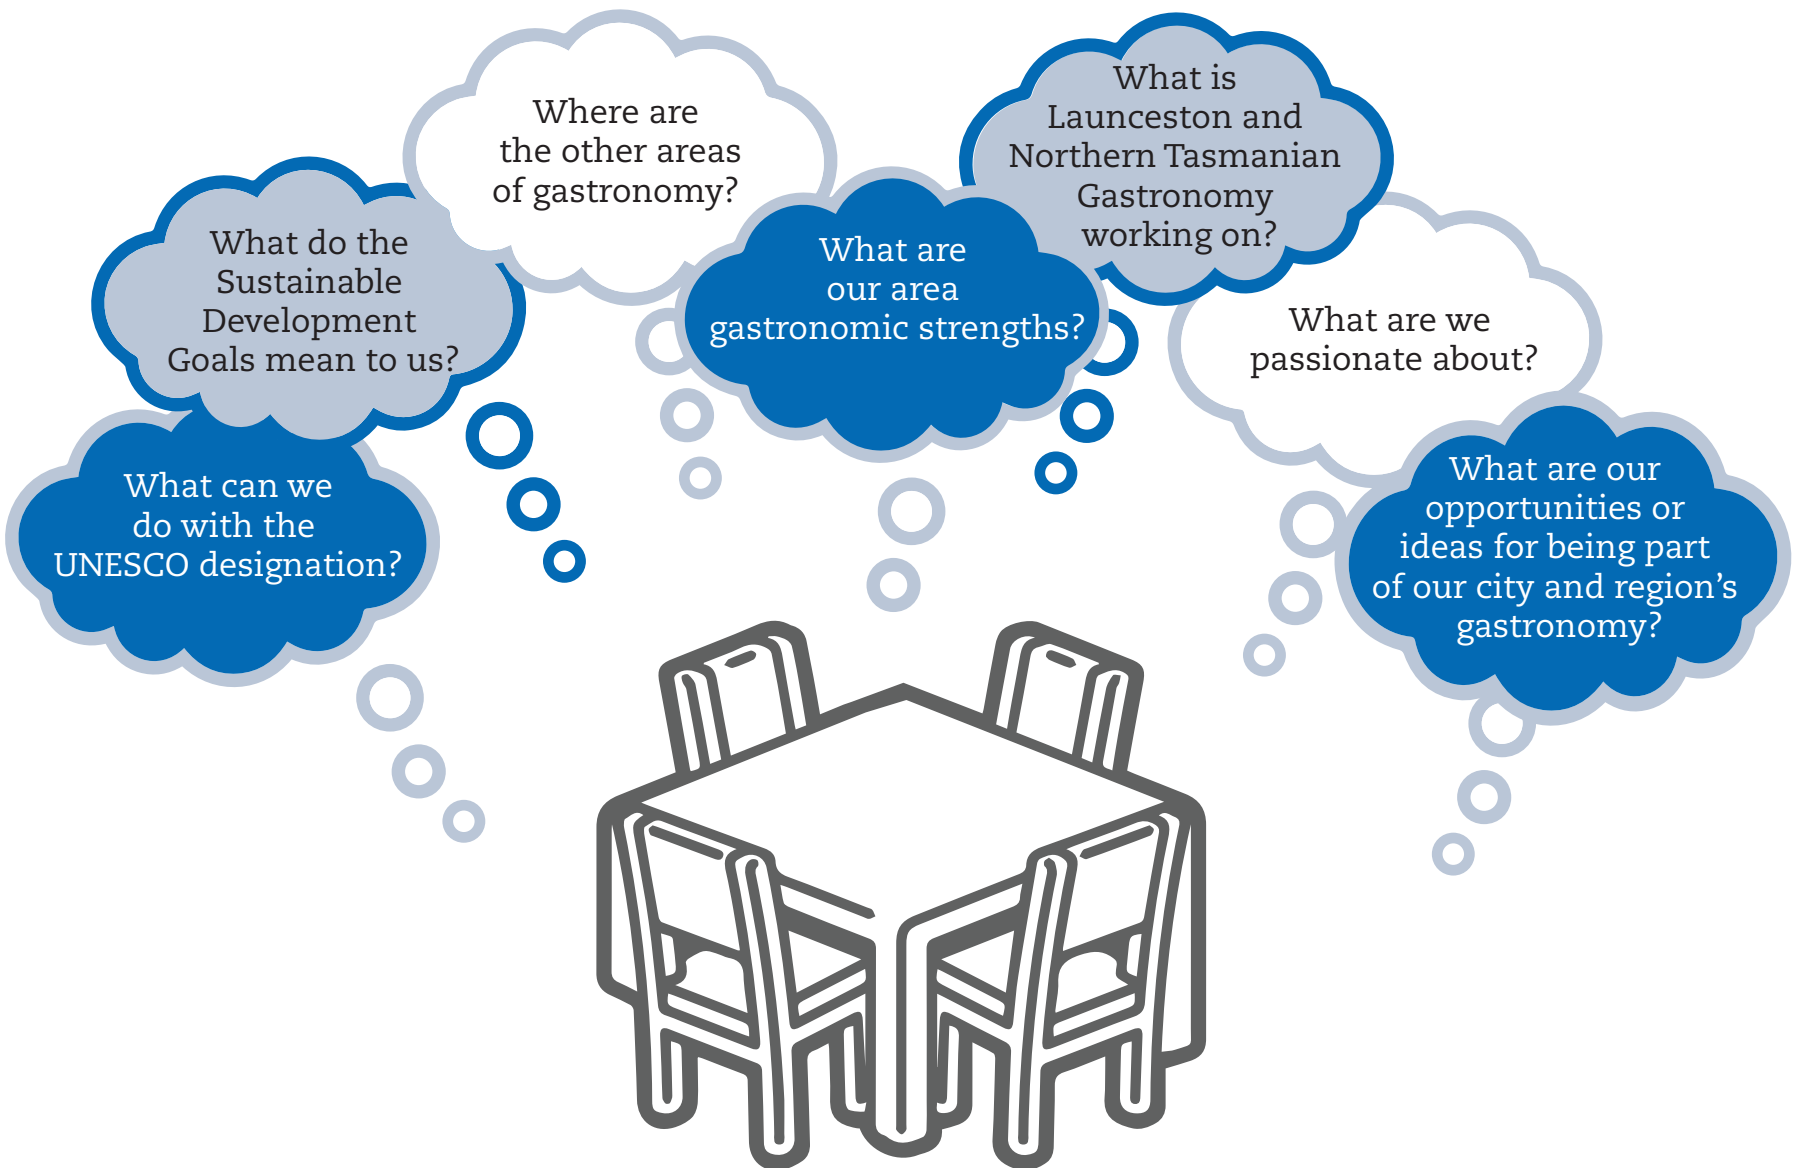 What can we
do with the
UNESCO designation?
What do the
Sustainable
Development
Goals mean to us?
Where are
the other areas
of gastronomy?
What are
our area
gastronomic strengths?
What is
Launceston and
Northern Tasmanian
Gastronomy
working on?
What are we
passionate about?
What are our
opportunities or
ideas for being part
of our city and region’s
gastronomy?